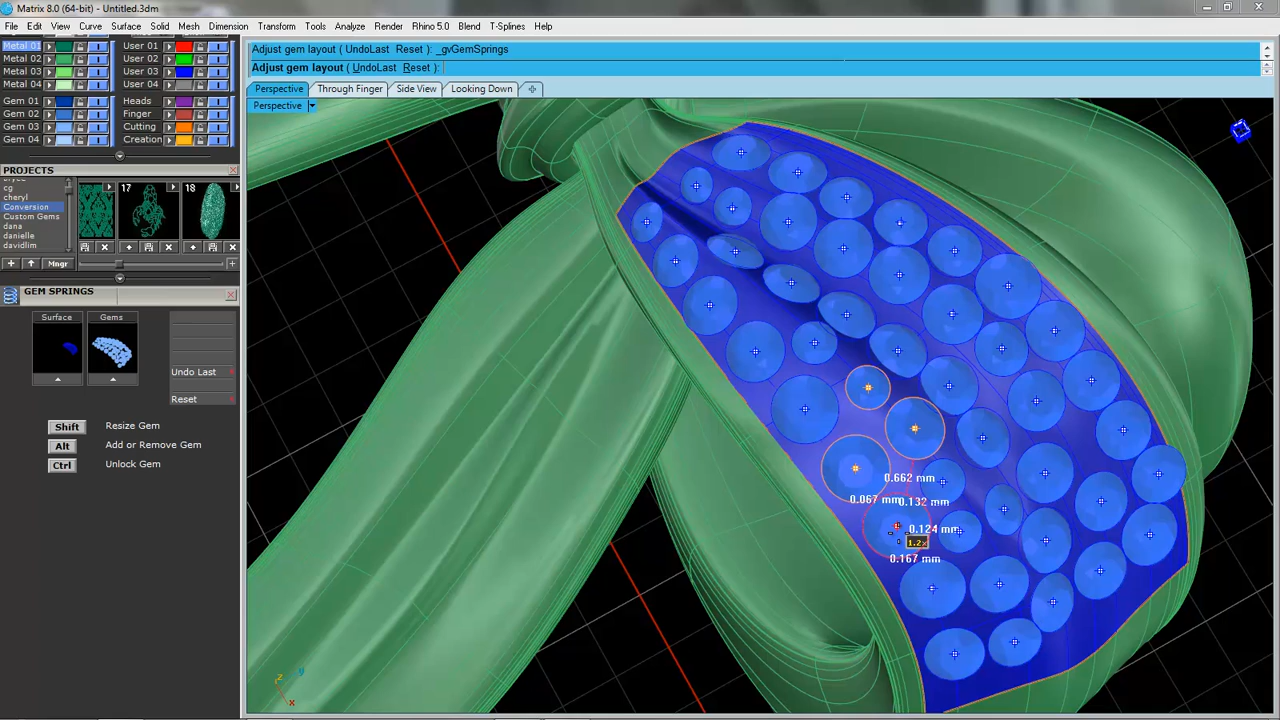 Matrix 8.0 (64-bit) - Untitled.3dm
File Edit View Curve Surface Solid Mesh Dimension Transform Tools Analyze Render Rhino 5.0 Blend T-Splines Help
Adjust gem layout ( UndoLast Reset ): _gvGemSprings
Adjust gem layout ( UndoLast Reset ):
Perspective Through Finger Side View Looking Down
Perspective
Metal 01 User 01
Metal 02 User 02
Metal 03 User 03
Metal 04 User 04
Gem 01 Heads
Gem 02 Finger
Gem 03 Cutting
Gem 04 Creation
PROJECTS
cg
cheryl
Conversion
Custom Gems
dana
danielle
davidlim
17 18
Mngr
GEM SPRINGS
Surface Gems
Undo Last
Reset
Shift Resize Gem
Alt Add or Remove Gem
Ctrl Unlock Gem
0.662 mm
0.067 mm 0.132 mm
0.124 mm
1.2
0.167 mm
z y
x